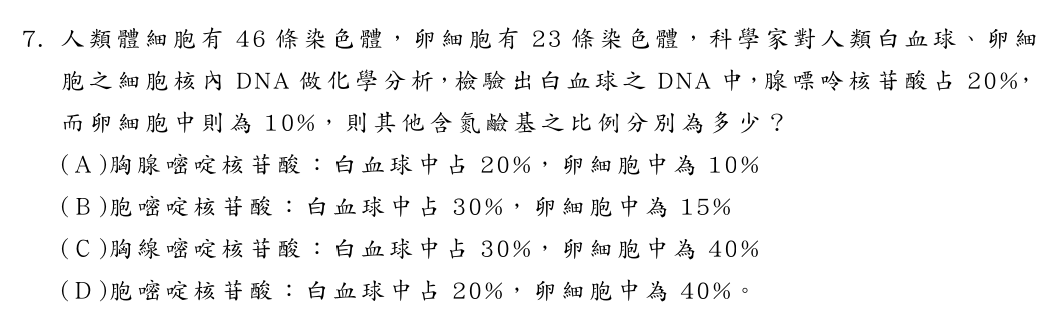 7. 人類體細胞有 46 條染色體，卵細胞有 23 條染色體，科學家對人類白血球、卵細
胞之細胞核內 DNA 做化學分析，檢驗出白血球之 DNA 中，腺嘌呤核苷酸占 20%，
而卵細胞中則為 10%，則其他含氮鹼基之比例分別為多少？
(A)胸腺嘧啶核苷酸：白血球中占 20%，卵細胞中為 10%
(B)胞嘧啶核苷酸：白血球中占 30%，卵細胞中為 15%
(C)胸線嘧啶核苷酸：白血球中占 30%，卵細胞中為 40%
(D)胞嘧啶核苷酸：白血球中占 20%，卵細胞中為 40%。